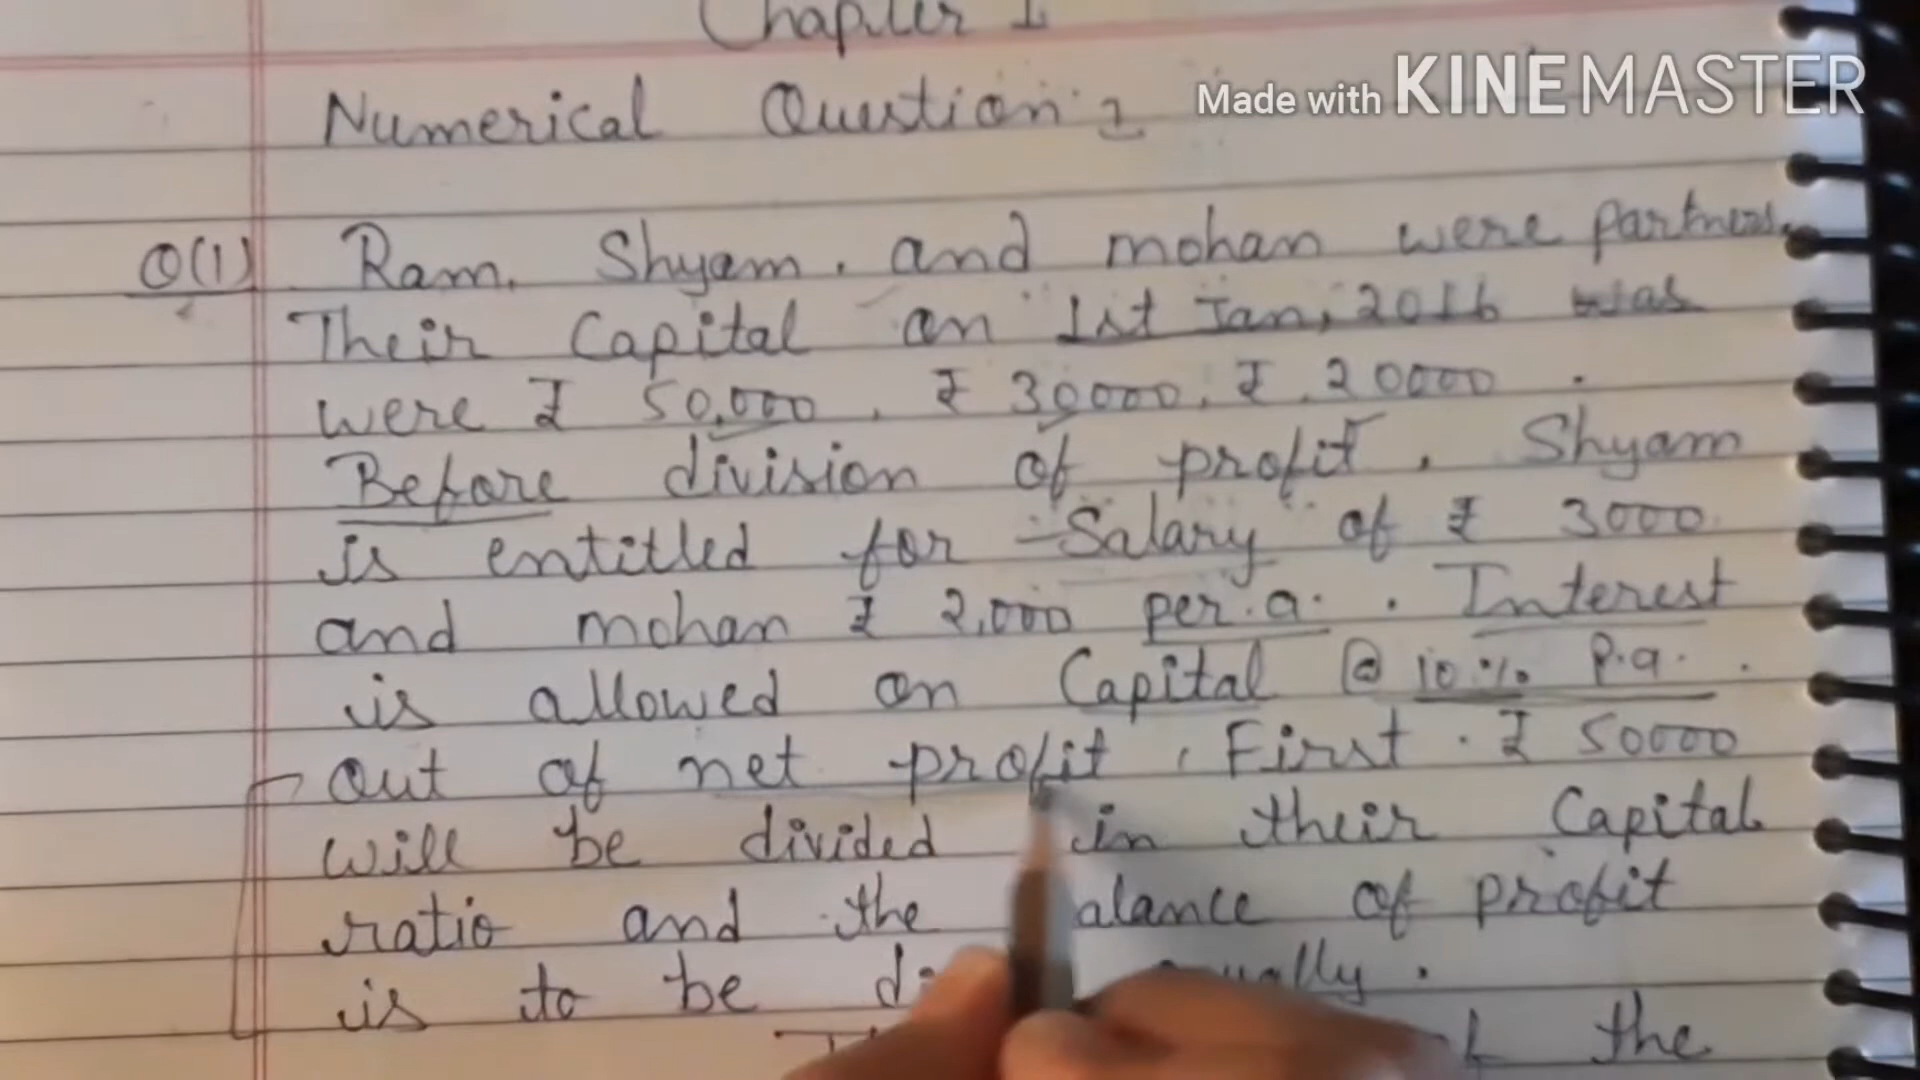 Chapter 1
Made with KINEMASTER
Numerical Question :
Q(1) Ram, Shyam, and mohan were partners.
Their Capital on 1st Jan, 2016 was
were ₹ 50,000, ₹ 30000, ₹. 20000.
Before division of profit, Shyam
is entitled for Salary of ₹ 3000
and mohan ₹ 2,000 per.a. . Interest
is allowed on Capital @ 10% P.a. .
out of net profit, First . ₹ 50000
will be divided in their Capital
ratio and the alance of profit
is to be
the